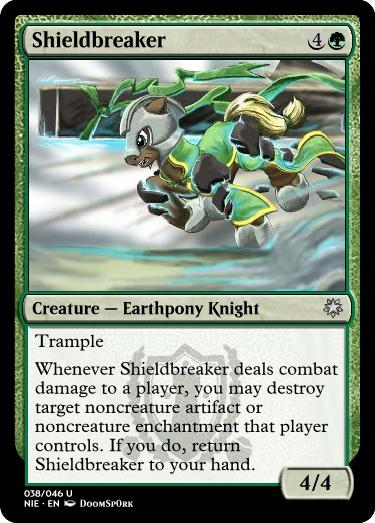 Shieldbreaker 4
Creature — Earthpony Knight
Trample
Whenever Shieldbreaker deals combat
damage to a player, you may destroy
target noncreature artifact or
noncreature enchantment that player
controls. If you do, return
Shieldbreaker to your hand.
4/4
038/046 U
NIE · EN DoomSp0rk